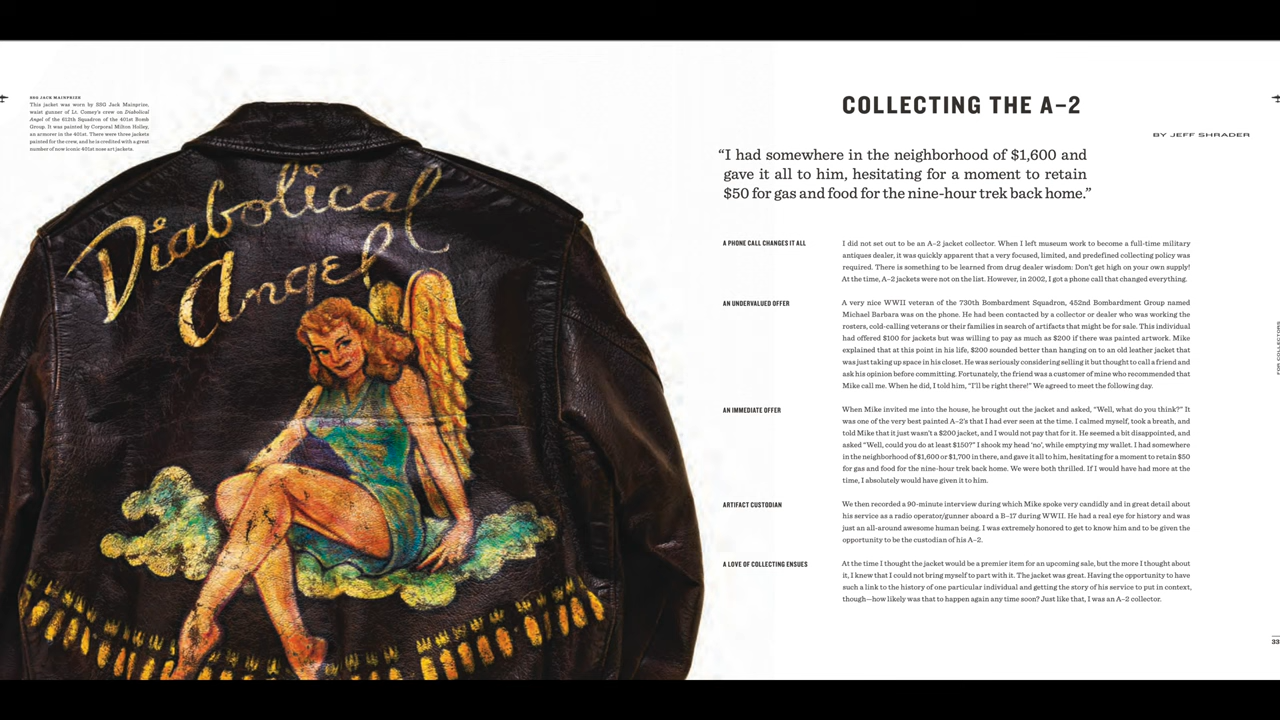 SSG JACK MAINPRIZE
This jacket was worn by SSG Jack Mainprize,
waist gunner of Lt. Comey's crew on Diabolical
Angel of the 612th Squadron of the 401st Bomb
Group. It was painted by Corporal Milton Holley,
an armorer in the 401st. There were three jackets
painted for the crew, and he is credited with a great
number of now iconic 401st nose art jackets.
Diabolical
Angel
COLLECTING THE A–2
BY JEFF SHRADER
“I had somewhere in the neighborhood of $1,600 and
gave it all to him, hesitating for a moment to retain
$50 for gas and food for the nine-hour trek back home.”
A PHONE CALL CHANGES IT ALL
I did not set out to be an A–2 jacket collector. When I left museum work to become a full-time military
antiques dealer, it was quickly apparent that a very focused, limited, and predefined collecting policy was
required. There is something to be learned from drug dealer wisdom: Don't get high on your own supply!
At the time, A–2 jackets were not on the list. However, in 2002, I got a phone call that changed everything.
AN UNDERVALUED OFFER
A very nice WWII veteran of the 730th Bombardment Squadron, 452nd Bombardment Group named
Michael Barbara was on the phone. He had been contacted by a collector or dealer who was working the
rosters, cold-calling veterans or their families in search of artifacts that might be for sale. This individual
had offered $100 for jackets but was willing to pay as much as $200 if there was painted artwork. Mike
explained that at this point in his life, $200 sounded better than hanging on to an old leather jacket that
was just taking up space in his closet. He was seriously considering selling it but thought to call a friend and
ask his opinion before committing. Fortunately, the friend was a customer of mine who recommended that
Mike call me. When he did, I told him, “I'll be right there!” We agreed to meet the following day.
AN IMMEDIATE OFFER
When Mike invited me into the house, he brought out the jacket and asked, “Well, what do you think?” It
was one of the very best painted A–2's that I had ever seen at the time. I calmed myself, took a breath, and
told Mike that it just wasn't a $200 jacket, and I would not pay that for it. He seemed a bit disappointed, and
asked “Well, could you do at least $150?” I shook my head ‘no’, while emptying my wallet. I had somewhere
in the neighborhood of $1,600 or $1,700 in there, and gave it all to him, hesitating for a moment to retain $50
for gas and food for the nine-hour trek back home. We were both thrilled. If I would have had more at the
time, I absolutely would have given it to him.
ARTIFACT CUSTODIAN
We then recorded a 90-minute interview during which Mike spoke very candidly and in great detail about
his service as a radio operator/gunner aboard a B–17 during WWII. He had a real eye for history and was
just an all-around awesome human being. I was extremely honored to get to know him and to be given the
opportunity to be the custodian of his A–2.
A LOVE OF COLLECTING ENSUES
At the time I thought the jacket would be a premier item for an upcoming sale, but the more I thought about
it, I knew that I could not bring myself to part with it. The jacket was great. Having the opportunity to have
such a link to the history of one particular individual and getting the story of his service to put in context,
though—how likely was that to happen again any time soon? Just like that, I was an A–2 collector.
FOR COLLECTORS
33